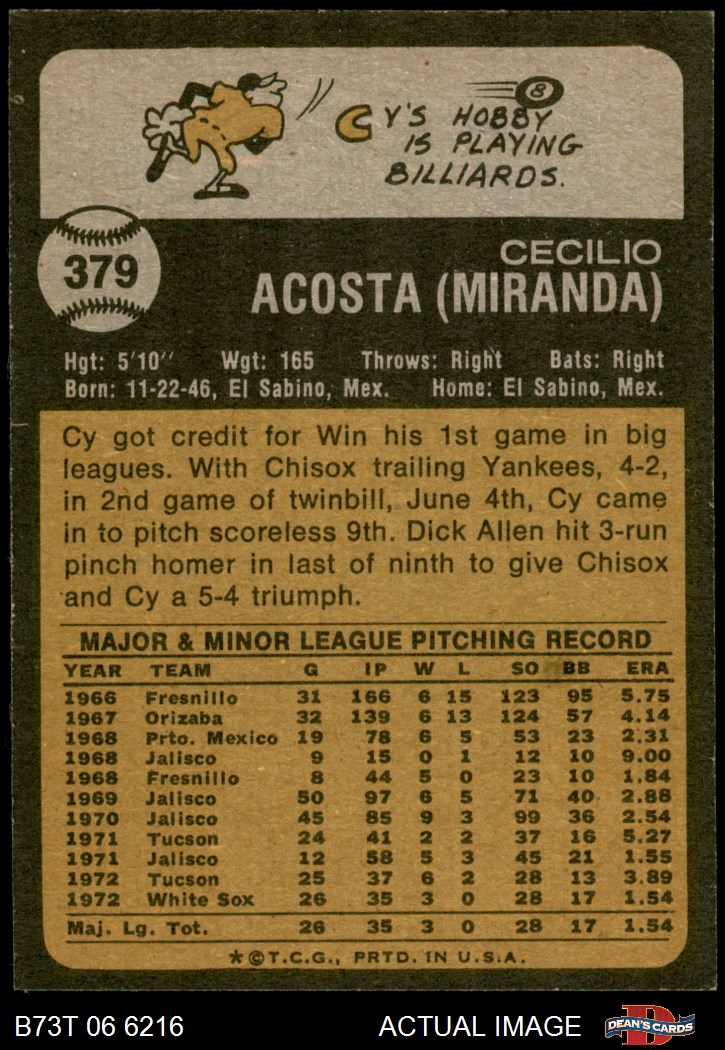 8
CY'S HOBBY
IS PLAYING
BILLIARDS.
379
CECILIO
ACOSTA (MIRANDA)
Hgt: 5'10" Wgt: 165 Throws: Right Bats: Right
Born: 11-22-46, El Sabino, Mex. Home: El Sabino, Mex.
Cy got credit for Win his 1st game in big
leagues. With Chisox trailing Yankees, 4-2,
in 2nd game of twinbill, June 4th, Cy came
in to pitch scoreless 9th. Dick Allen hit 3-run
pinch homer in last of ninth to give Chisox
and Cy a 5-4 triumph.
MAJOR & MINOR LEAGUE PITCHING RECORD
YEAR TEAM G IP W L SO BB ERA
1966 Fresnillo 31 166 6 15 123 95 5.75
1967 Orizaba 32 139 6 13 124 57 4.14
1968 Prto. Mexico 19 78 6 5 53 23 2.31
1968 Jalisco 9 15 0 1 12 10 9.00
1968 Fresnillo 8 44 5 0 23 10 1.84
1969 Jalisco 50 97 6 5 71 40 2.88
1970 Jalisco 45 85 9 3 99 36 2.54
1971 Tucson 24 41 2 2 37 16 5.27
1971 Jalisco 12 58 5 3 45 21 1.55
1972 Tucson 25 37 6 2 28 13 3.89
1972 White Sox 26 35 3 0 28 17 1.54
Maj. Lg. Tot. 26 35 3 0 28 17 1.54
*©T.C.G., PRTD. IN U.S.A.
B73T 06 6216 ACTUAL IMAGE D DEAN'S CARDS